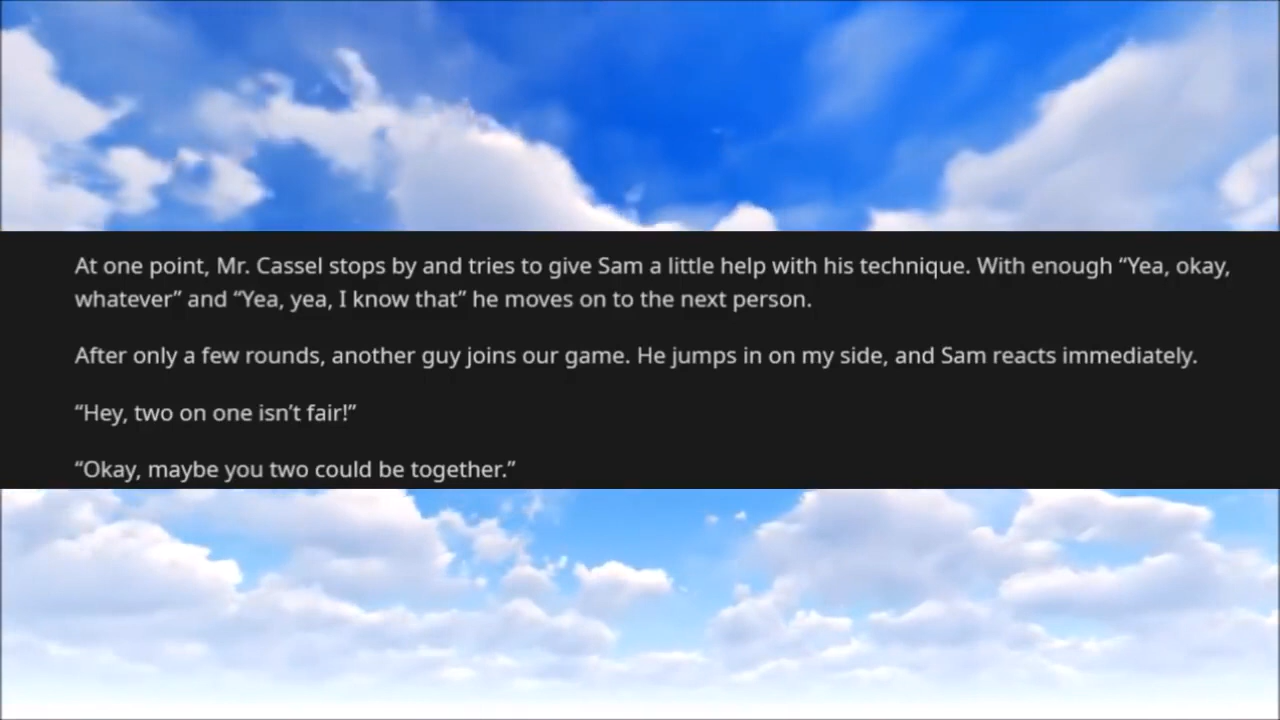 At one point, Mr. Cassel stops by and tries to give Sam a little help with his technique. With enough “Yea, okay,
whatever” and “Yea, yea, I know that” he moves on to the next person.
After only a few rounds, another guy joins our game. He jumps in on my side, and Sam reacts immediately.
“Hey, two on one isn’t fair!”
“Okay, maybe you two could be together.”